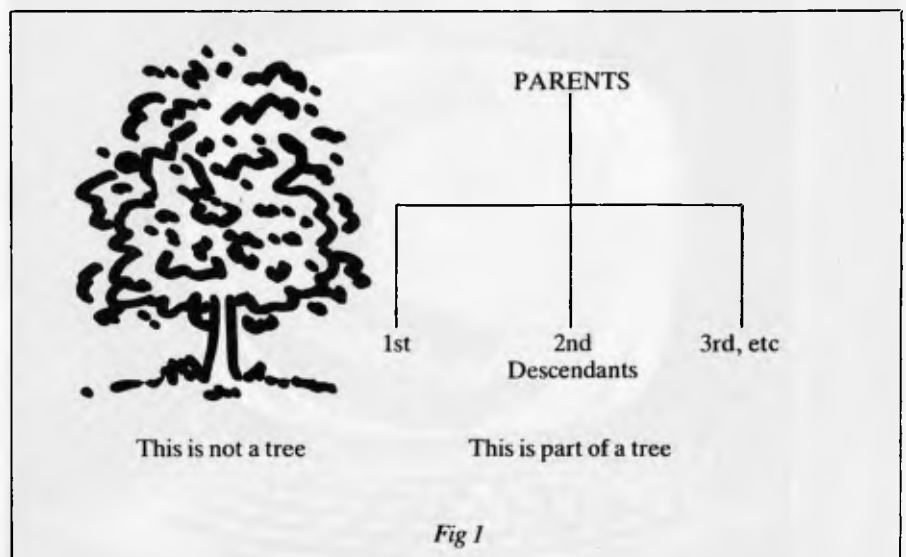 PARENTS
1st
2nd
3rd, etc
Descendants
This is not a tree
This is part of a tree
Fig 1